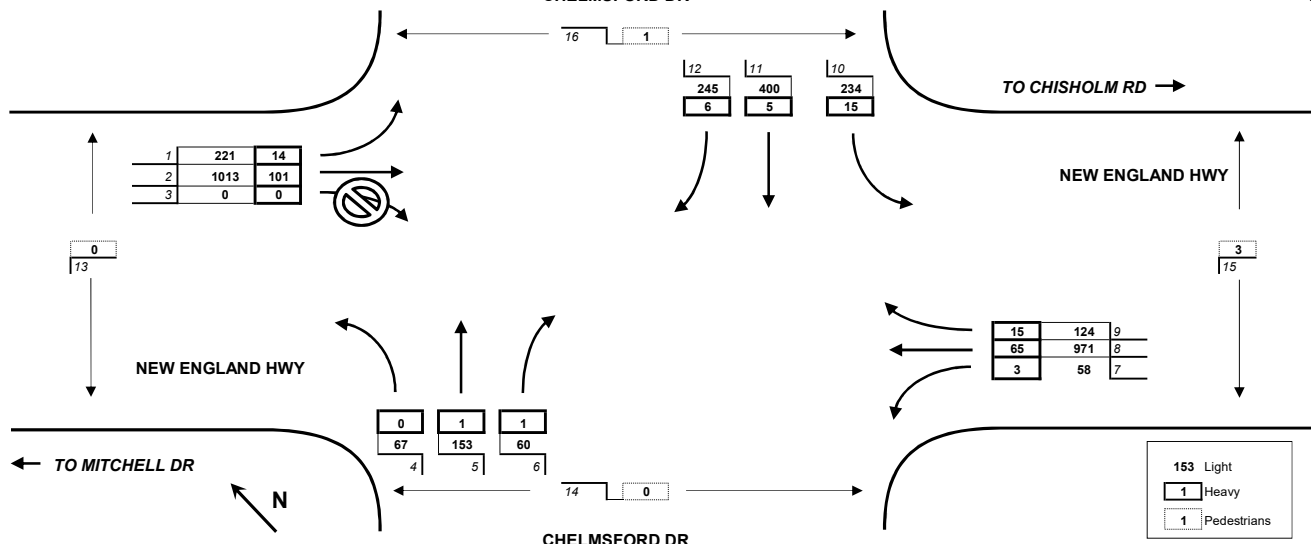 CHELMSFORD DR
16 1
12 11 10
245 400 234
6 5 15
TO CHISHOLM RD
1 221 14
2 1013 101
3 0 0
NEW ENGLAND HWY
0
13
3
15
15 124 9
65 971 8
3 58 7
NEW ENGLAND HWY
0 1 1
67 153 60
4 5 6
TO MITCHELL DR
N
14 0
CHELMSFORD DR
153 Light
1 Heavy
1 Pedestrians